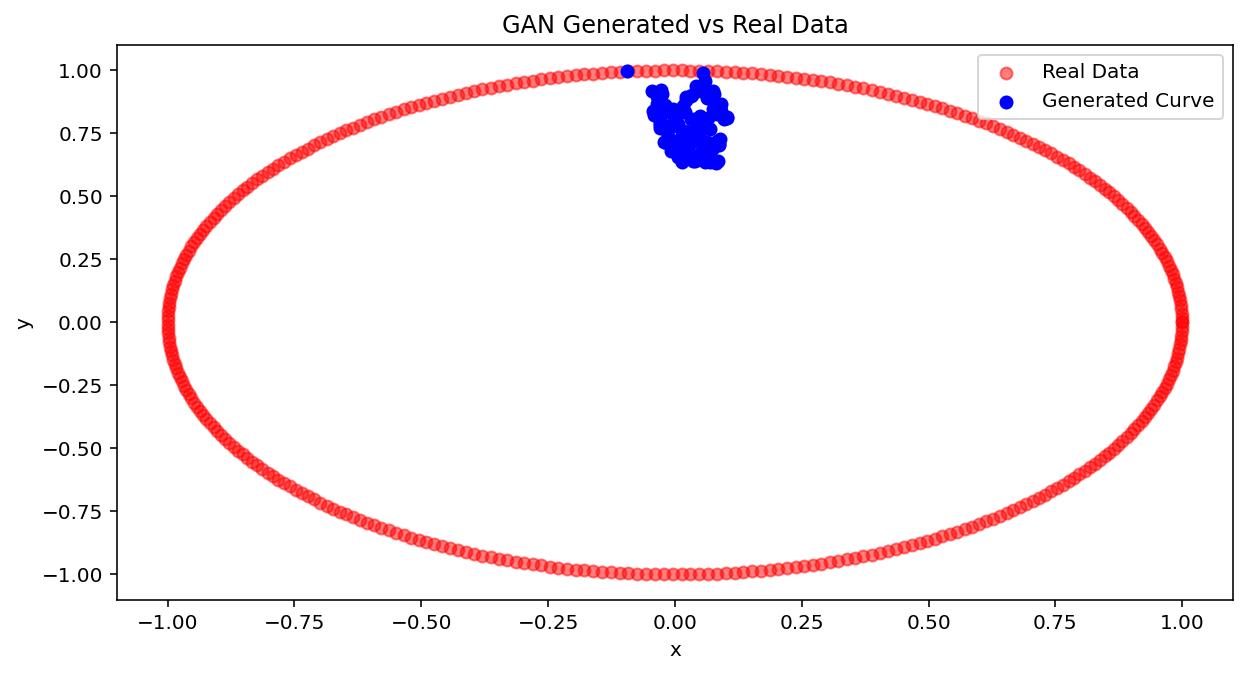 GAN Generated vs Real Data
Real Data
Generated Curve
1.00
0.75
0.50
0.25
0.00
−0.25
−0.50
−0.75
−1.00
y
−1.00 −0.75 −0.50 −0.25 0.00 0.25 0.50 0.75 1.00
x